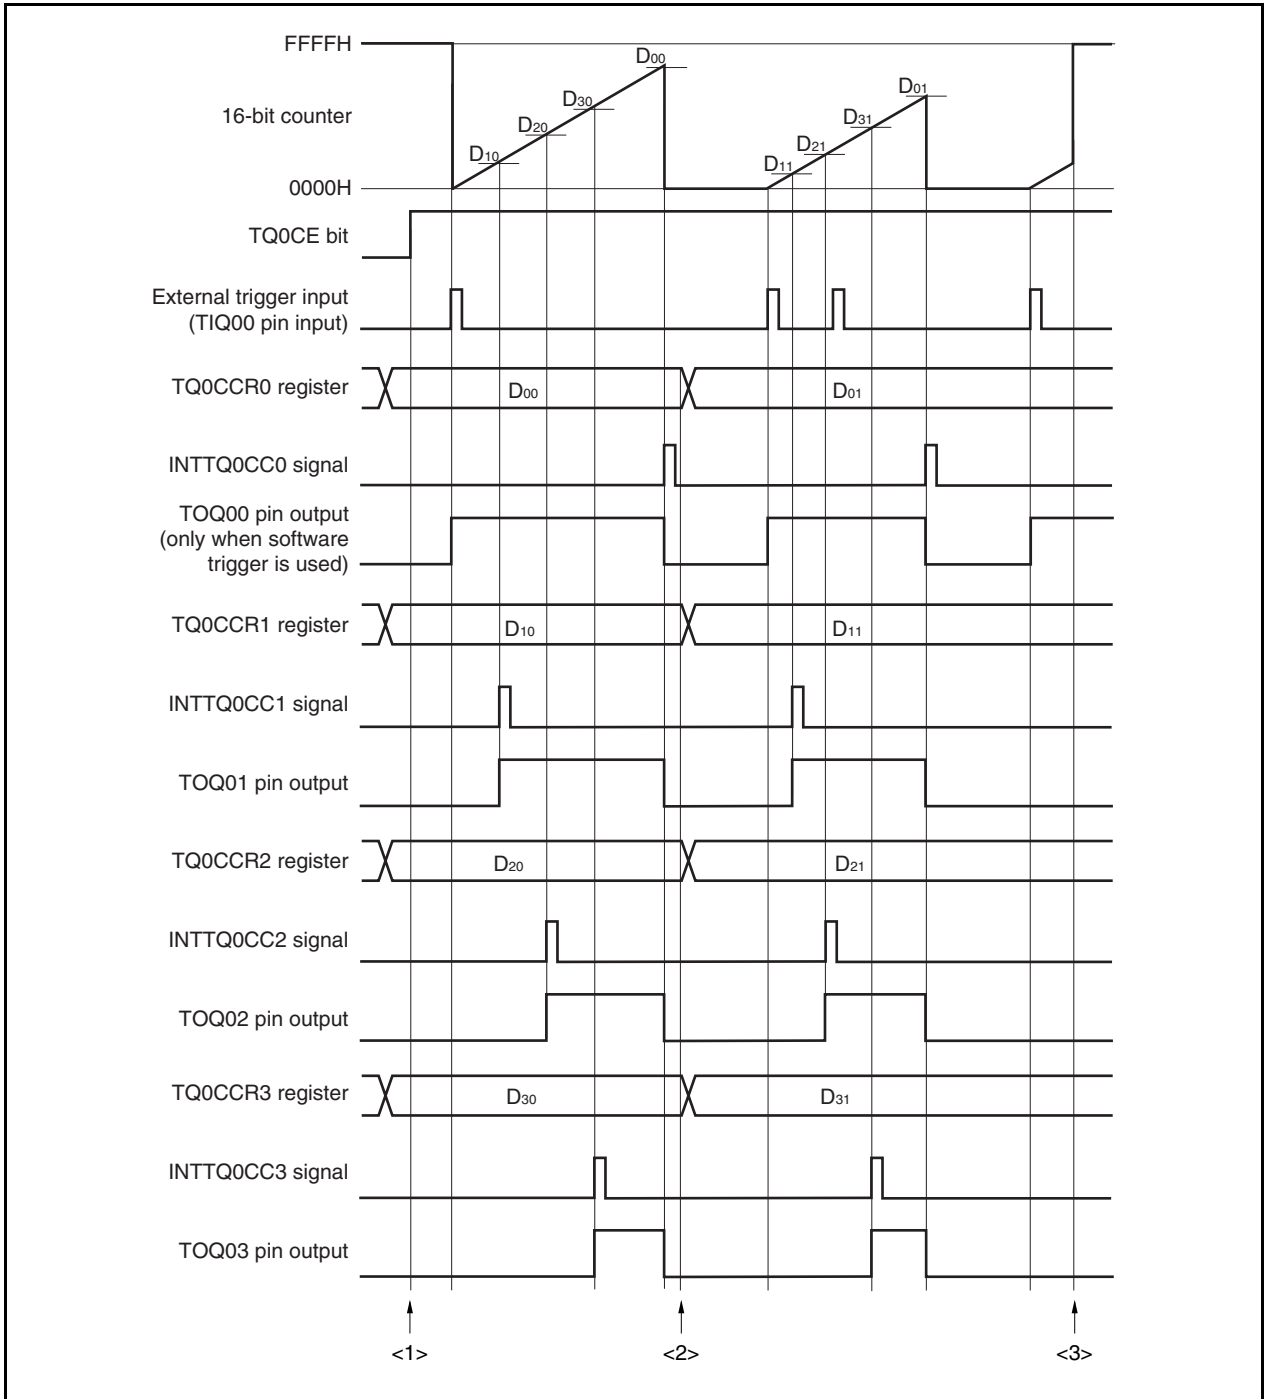 FFFFH
16-bit counter
0000H
D00
D30
D20
D10
D01
D31
D21
D11
TQ0CE bit
External trigger input
(TIQ00 pin input)
TQ0CCR0 register
D00
D01
INTTQ0CC0 signal
TOQ00 pin output
(only when software
trigger is used)
TQ0CCR1 register
D10
D11
INTTQ0CC1 signal
TOQ01 pin output
TQ0CCR2 register
D20
D21
INTTQ0CC2 signal
TOQ02 pin output
TQ0CCR3 register
D30
D31
INTTQ0CC3 signal
TOQ03 pin output
<1>
<2>
<3>